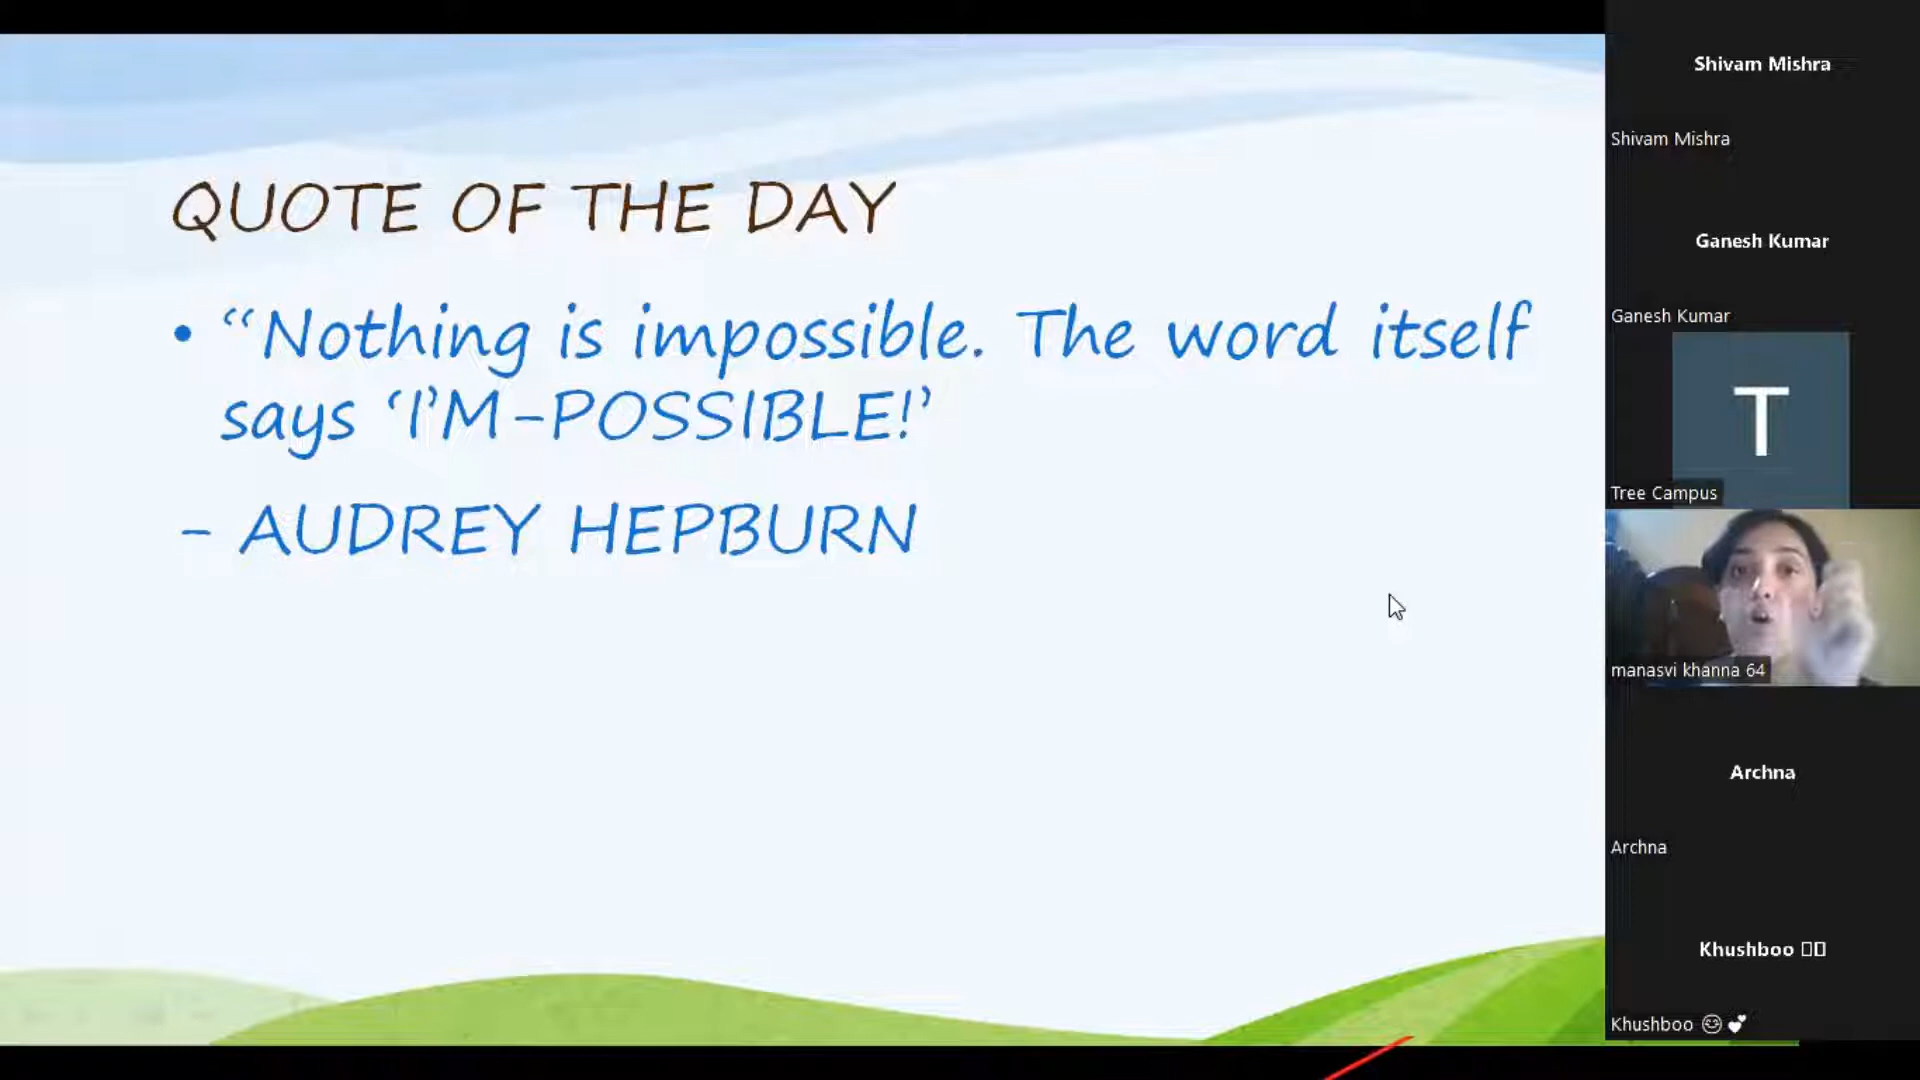 QUOTE OF THE DAY
• “Nothing is impossible. The word itself
says ‘I’M-POSSIBLE!’
- AUDREY HEPBURN
Shivam Mishra
Shivam Mishra
Ganesh Kumar
Ganesh Kumar
T
Tree Campus
manasvi khanna 64
Archna
Archna
Khushboo
Khushboo 😊 💕